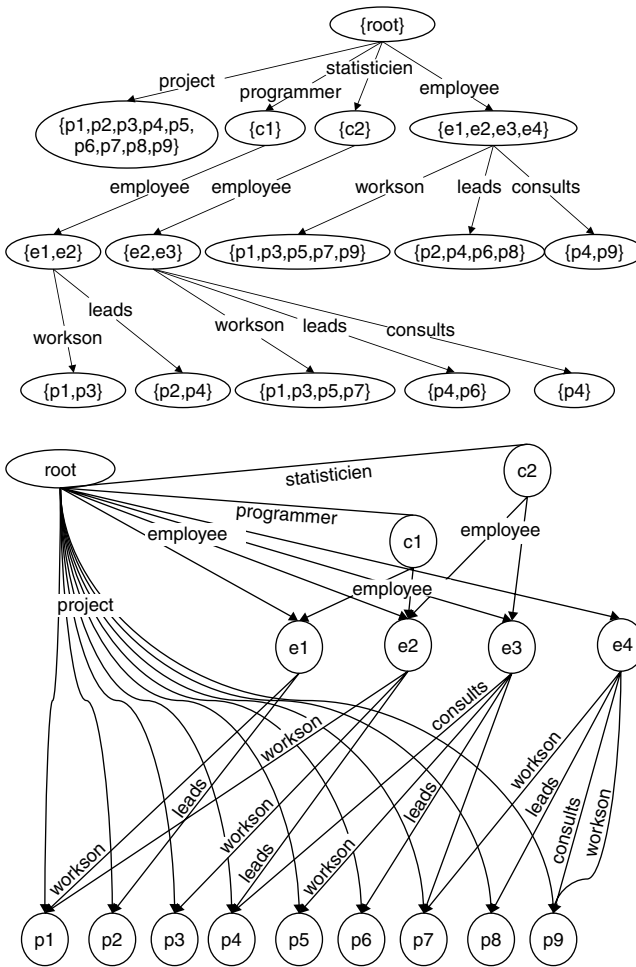 {root}
project
programmer
statisticien
employee
{p1,p2,p3,p4,p5,
p6,p7,p8,p9}
{c1}
{c2}
{e1,e2,e3,e4}
employee
employee
workson
leads
consults
{e1,e2}
{e2,e3}
{p1,p3,p5,p7,p9}
{p2,p4,p6,p8}
{p4,p9}
workson
leads
workson
leads
consults
{p1,p3}
{p2,p4}
{p1,p3,p5,p7}
{p4,p6}
{p4}
root
statisticien
c2
programmer
c1
employee
employee
employee
project
e1
e2
e3
e4
workson
leads
workson
workson
leads
consults
workson
leads
workson
leads
consults
workson
p1
p2
p3
p4
p5
p6
p7
p8
p9